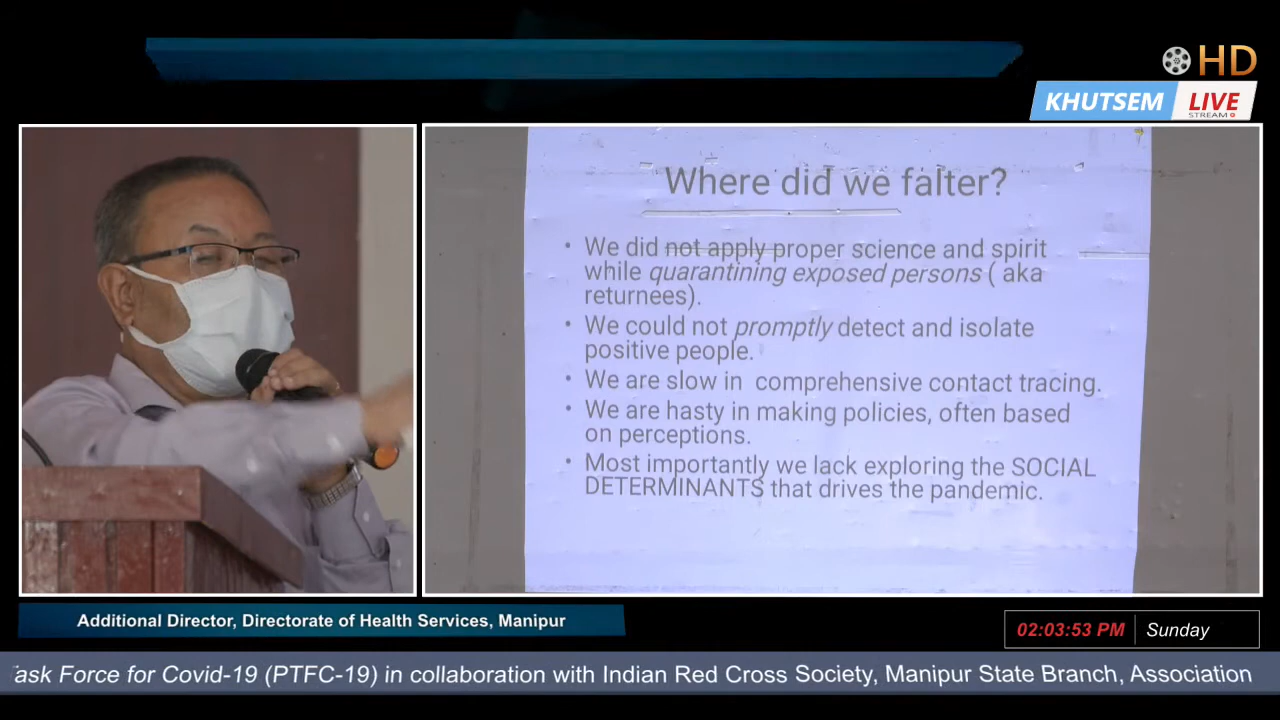 HD
KHUTSEM LIVE
STREAM
Where did we falter?
• We did not apply proper science and spirit
while quarantining exposed persons ( aka
returnees).
• We could not promptly detect and isolate
positive people.
• We are slow in comprehensive contact tracing.
• We are hasty in making policies, often based
on perceptions.
• Most importantly we lack exploring the SOCIAL
DETERMINANTS that drives the pandemic.
Additional Director, Directorate of Health Services, Manipur
02:03:53 PM Sunday
ask Force for Covid-19 (PTFC-19) in collaboration with Indian Red Cross Society, Manipur State Branch, Association